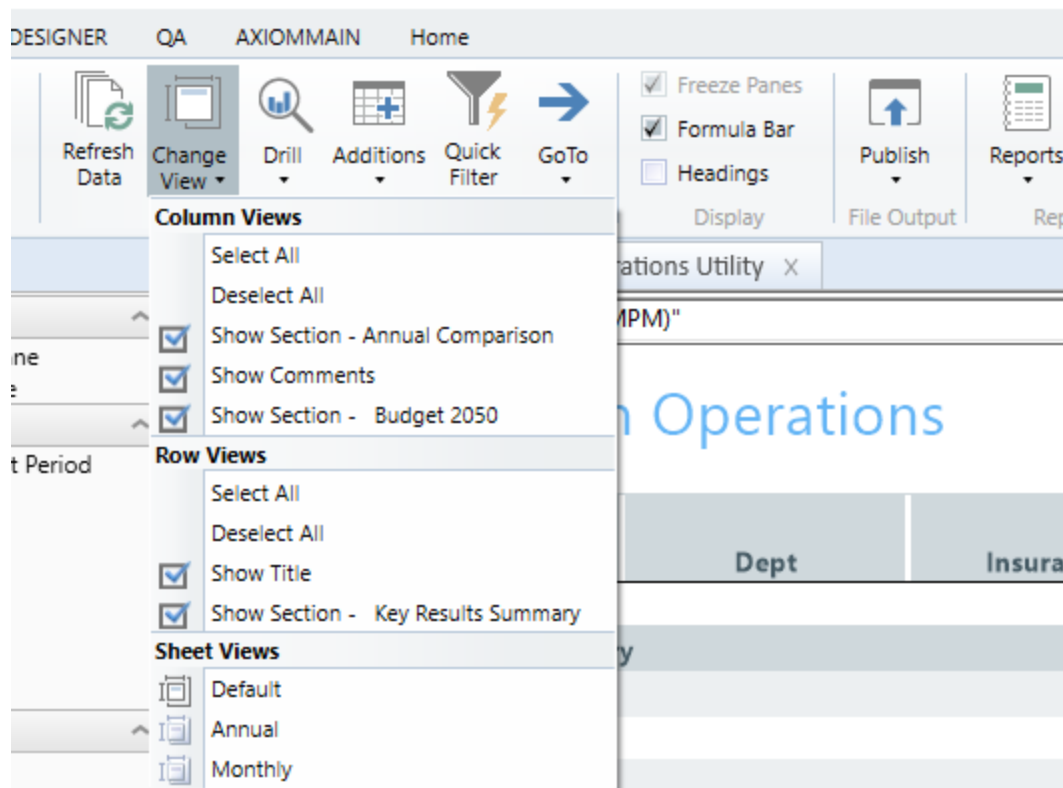 DESIGNER QA AXIOMMAIN Home
Refresh Data
Change View
Drill
Additions
Quick Filter
GoTo
Freeze Panes
Formula Bar
Headings
Display
Publish
File Output
Reports
Rep
Column Views
Select All
Deselect All
Show Section - Annual Comparison
Show Comments
Show Section - Budget 2050
Row Views
Select All
Deselect All
Show Title
Show Section - Key Results Summary
Sheet Views
Default
Annual
Monthly
ations Utility X
MPM)"
n Operations
Dept
Insura
y
ne
e
t Period